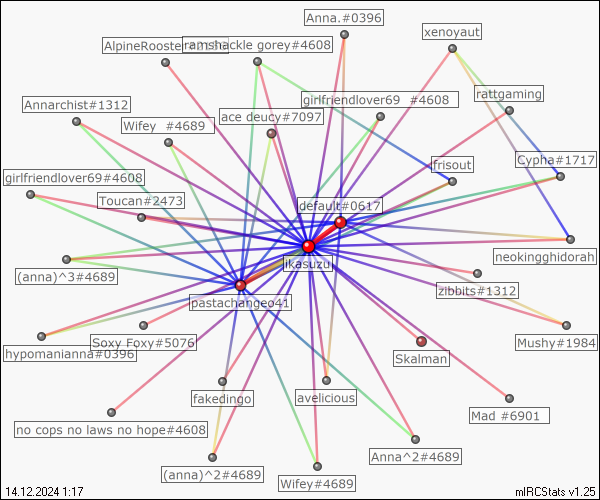 Anna.#0396
xenoyaut
AlpineRooster
ramshackle gorey#4608
rattgaming
Annarchist#1312
girlfriendlover69 #4608
ace deucy#7097
Wifey #4689
Cypha#1717
frisout
girlfriendlover69#4608
Toucan#2473
default#0617
neokingghidorah
iKasuzu
(anna)^3#4689
zibbits#1312
pastachangeo41
Soxy Foxy#5076
Mushy#1984
hypomanianna#0396
Skalman
fakedingo
avelicious
Mad #6901
no cops no laws no hope#4608
Anna^2#4689
(anna)^2#4689
Wifey#4689
14.12.2024 1:17
mIRCStats v1.25